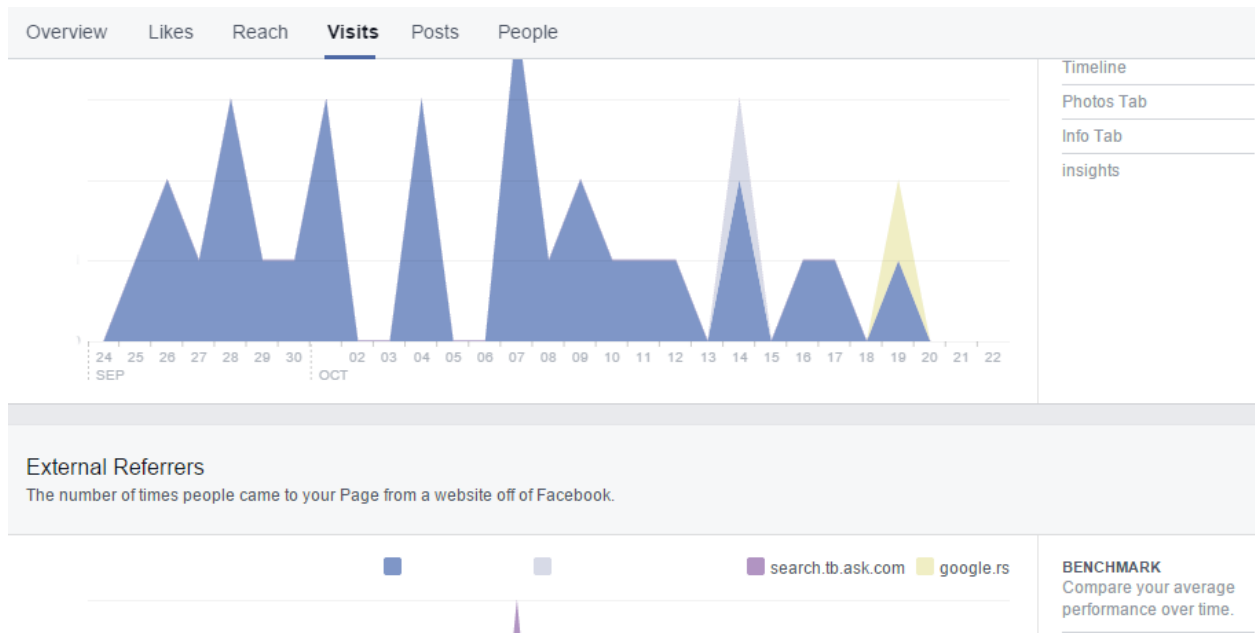 Overview Likes Reach Visits Posts People
Timeline
Photos Tab
Info Tab
insights
24 25 26 27 28 29 30 02 03 04 05 06 07 08 09 10 11 12 13 14 15 16 17 18 19 20 21 22
SEP OCT
External Referrers
The number of times people came to your Page from a website off of Facebook.
search.tb.ask.com google.rs
BENCHMARK
Compare your average
performance over time.